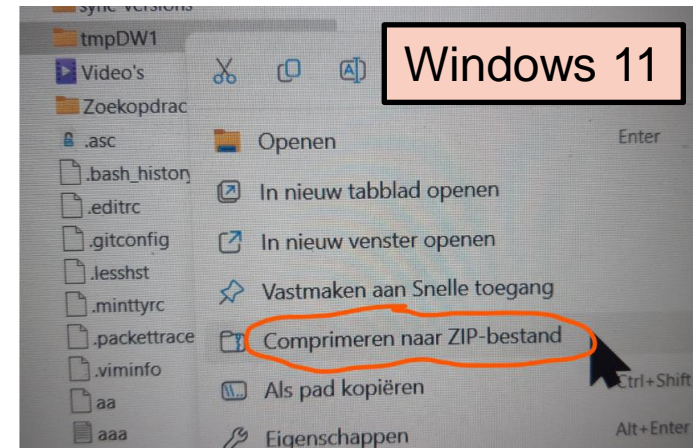 sync-versions
tmpDW1
Video's
Zoekopdrac
.asc
.bash_history
.editrc
.gitconfig
.lesshst
.minttyrc
.packettrace
.viminfo
aa
aaa
Windows 11
Openen Enter
In nieuw tabblad openen
In nieuw venster openen
Vastmaken aan Snelle toegang
Comprimeren naar ZIP-bestand
Als pad kopiëren Ctrl+Shift
Eigenschappen Alt+Enter